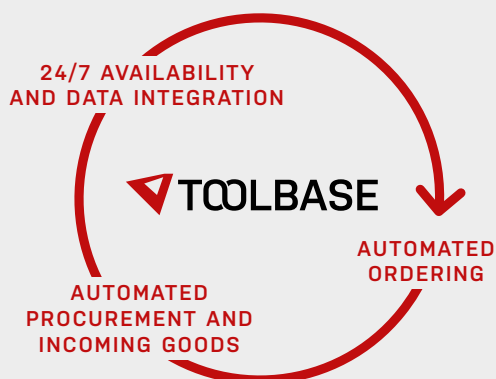 24/7 AVAILABILITY
AND DATA INTEGRATION
TOOLBASE
AUTOMATED
ORDERING
AUTOMATED
PROCUREMENT AND
INCOMING GOODS